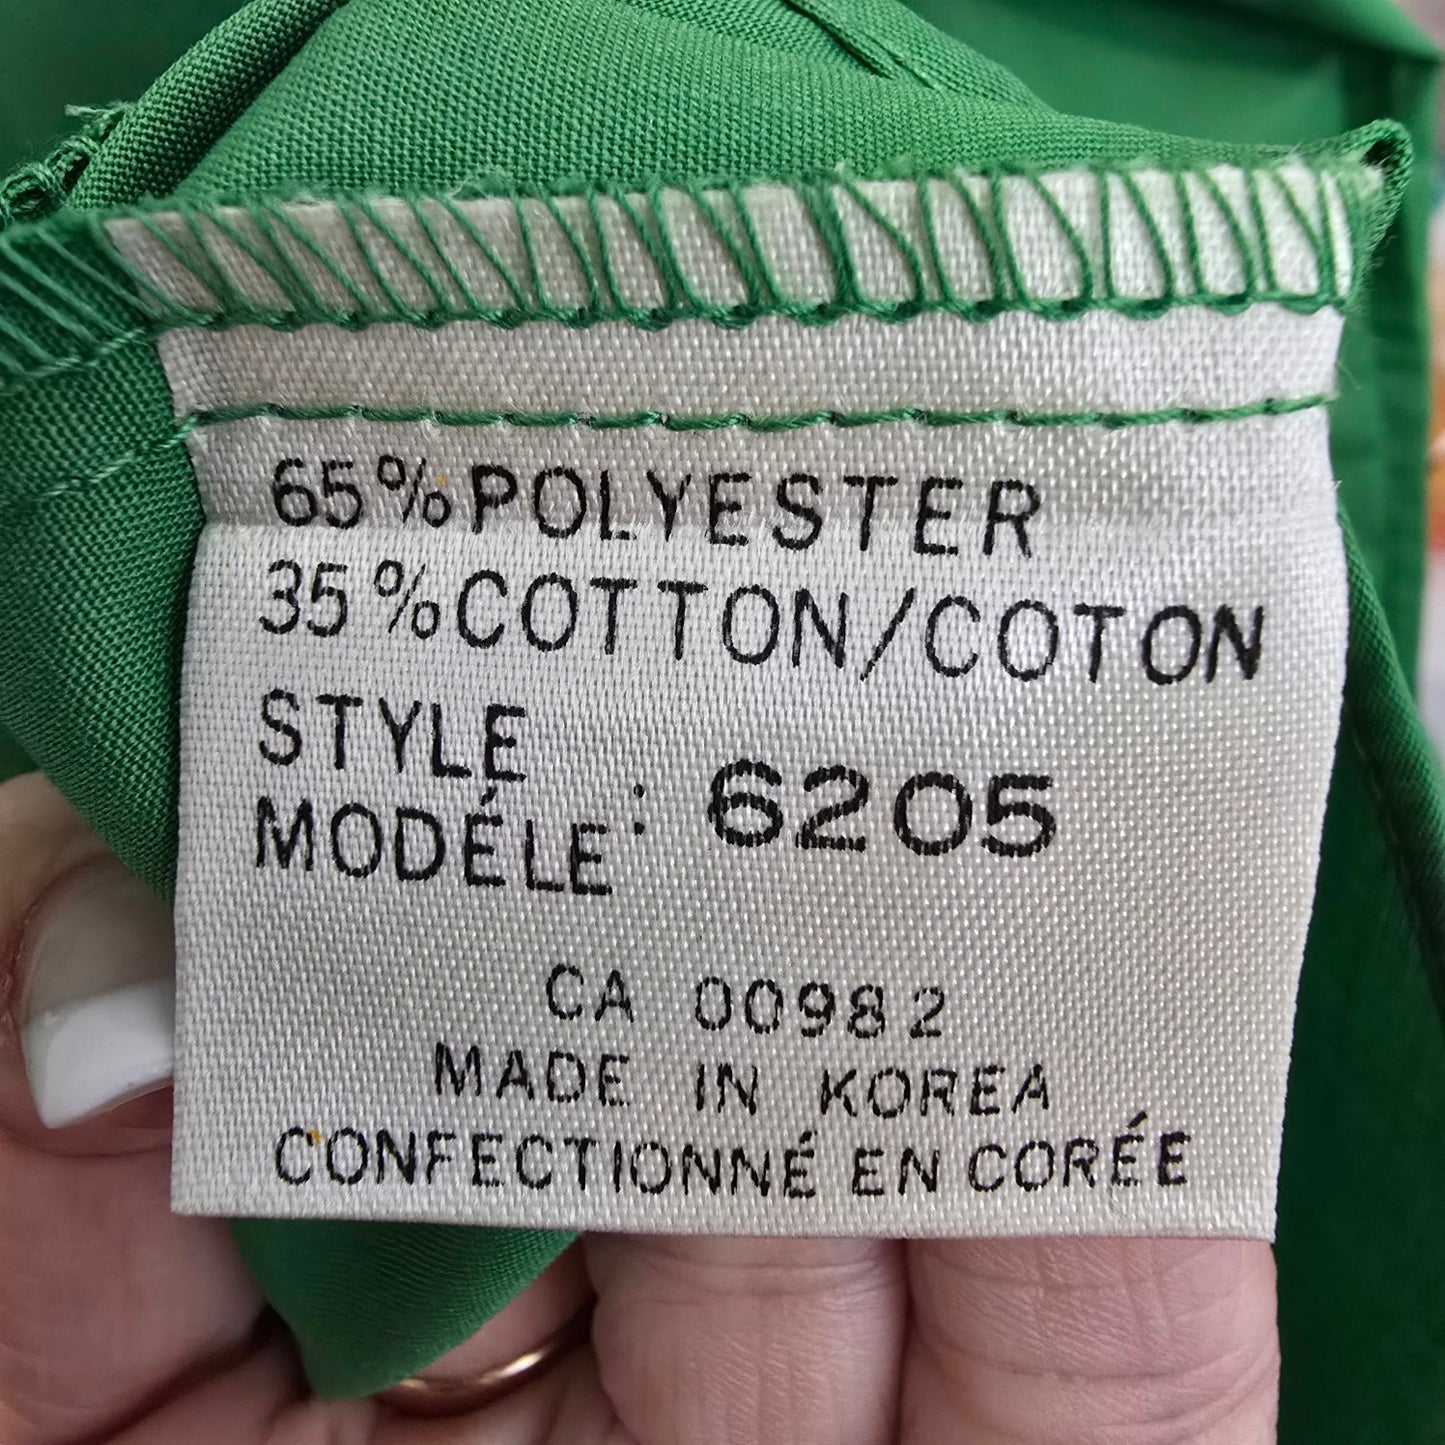 65% POLYESTER
35% COTTON/COTON
STYLE
MODÉLE : 6205
CA 00982
MADE IN KOREA
CONFECTIONNÉ EN CORÉE